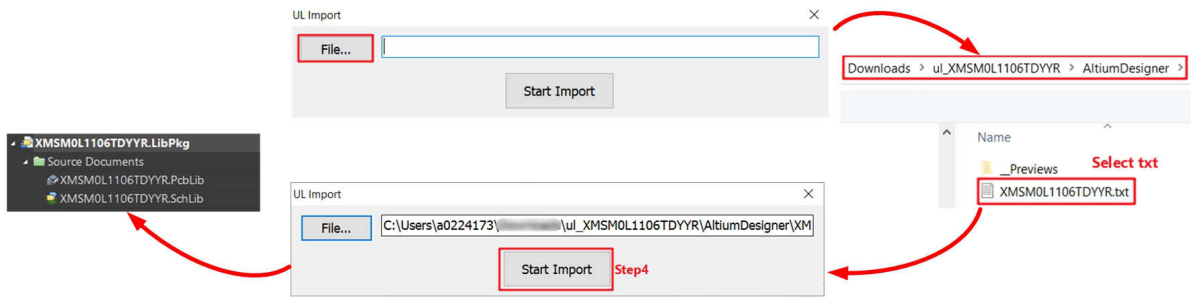 UL Import
File...
Start Import
Downloads > ul_XMSM0L1106TDYYR > AltiumDesigner >
Name
__Previews
Select txt
XMSM0L1106TDYYR.txt
XMSM0L1106TDYYR.LibPkg
Source Documents
XMSM0L1106TDYYR.PcbLib
XMSM0L1106TDYYR.SchLib
UL Import
File...
C:\Users\a0224173\ \ul_XMSM0L1106TDYYR\AltiumDesigner\XM
Start Import
Step4